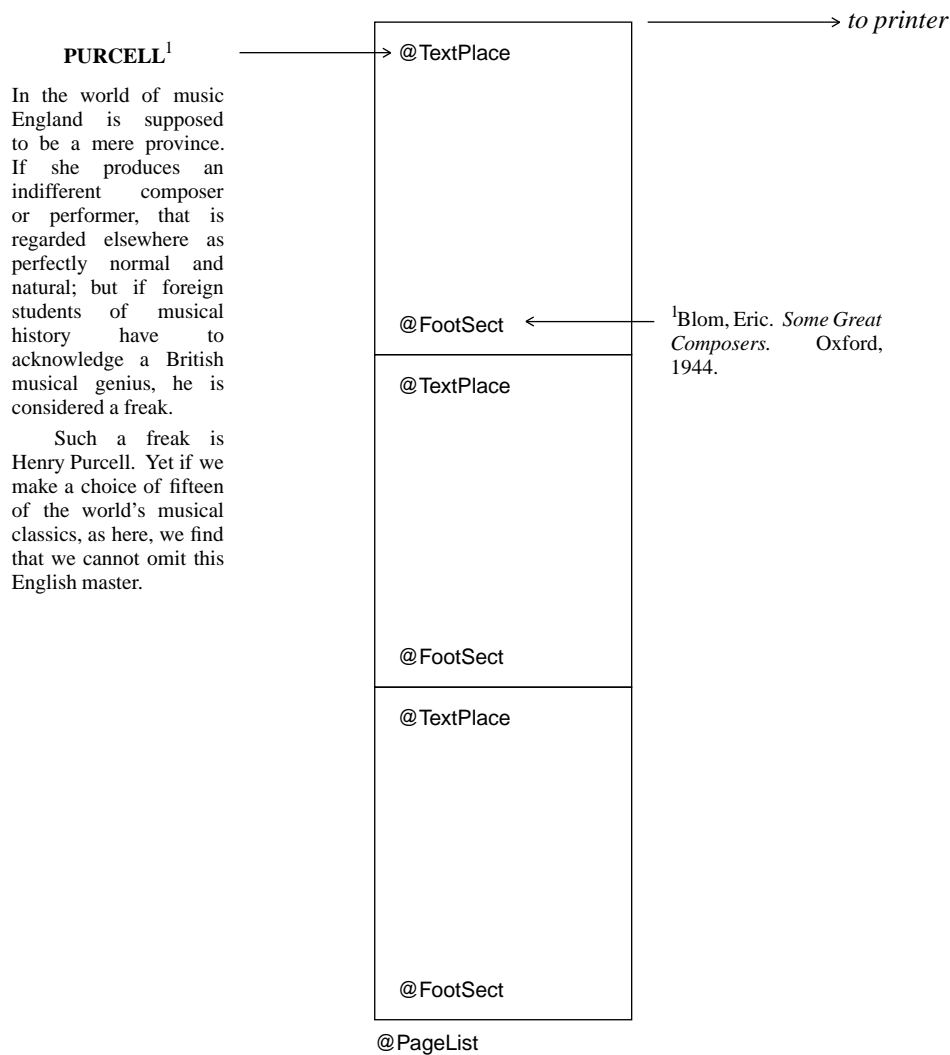 to printer
PURCELL1
@TextPlace
In the world of music
England is supposed
to be a mere province.
If she produces an
indifferent composer
or performer, that is
regarded elsewhere as
perfectly normal and
natural; but if foreign
students of musical
history have to
acknowledge a British
musical genius, he is
considered a freak.
Such a freak is
Henry Purcell. Yet if we
make a choice of fifteen
of the world's musical
classics, as here, we find
that we cannot omit this
English master.
@FootSect
1Blom, Eric. Some Great
Composers. Oxford,
1944.
@TextPlace
@FootSect
@TextPlace
@FootSect
@PageList